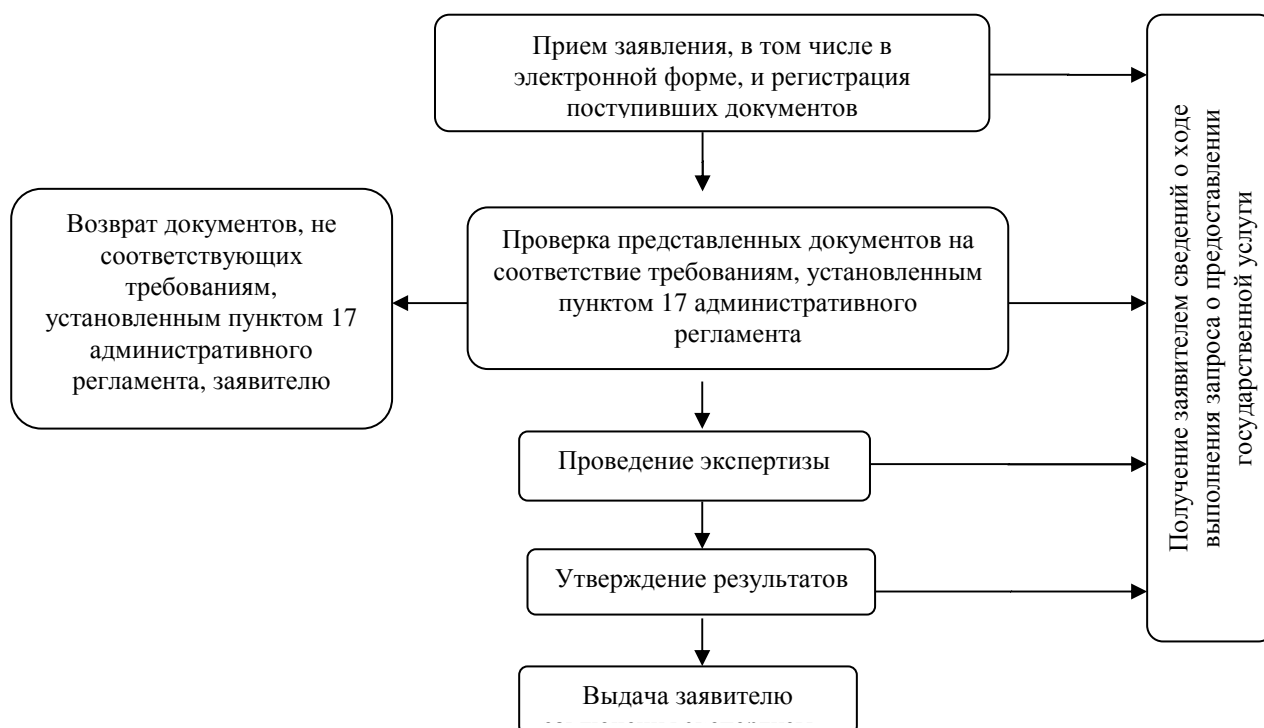 Прием заявления, в том числе в
электронной форме, и регистрация
поступивших документов
Возврат документов, не
соответствующих
требованиям,
установленным пунктом 17
административного
регламента, заявителю
Проверка представленных документов на
соответствие требованиям, установленным
пунктом 17 административного
регламента
Проведение экспертизы
Утверждение результатов
Выдача заявителю
Получение заявителем сведений о ходе
выполнения запроса о предоставлении
государственной услуги